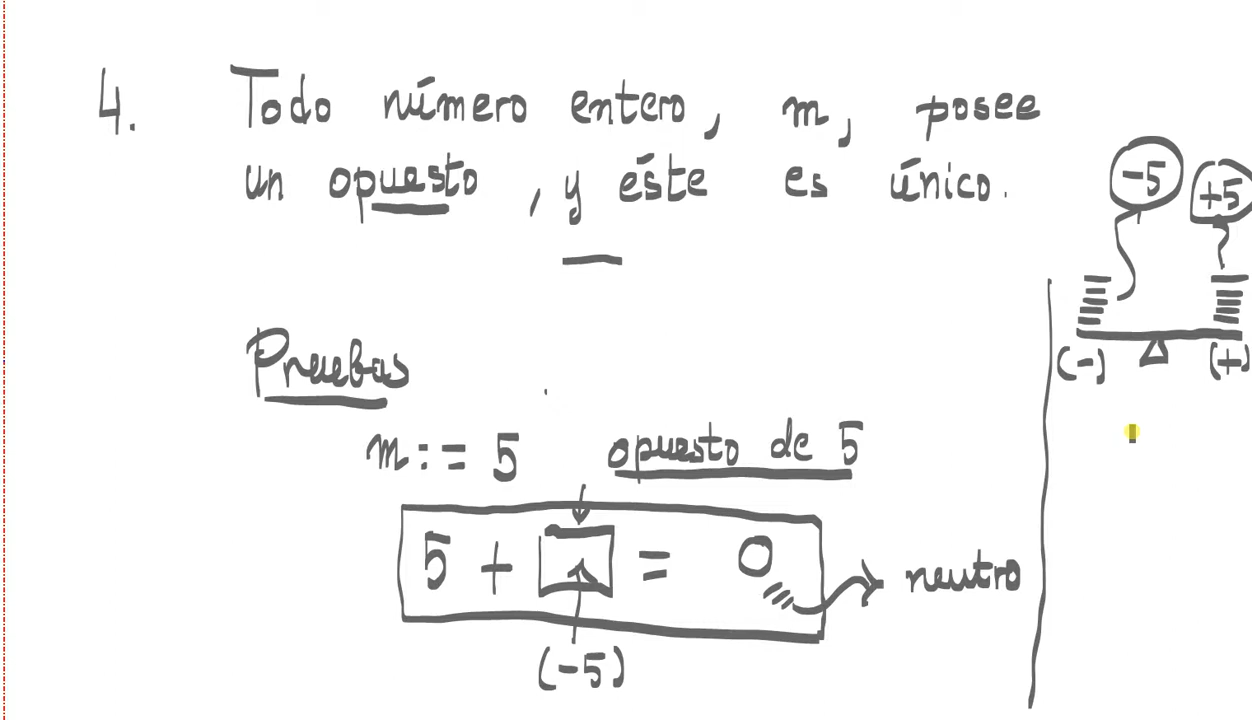 4. Todo número entero, m, posee
un opuesto, y éste es único.
-5 +5
(-) (+)
Pruebas
m := 5 opuesto de 5
5 + = 0
neutro
(-5)